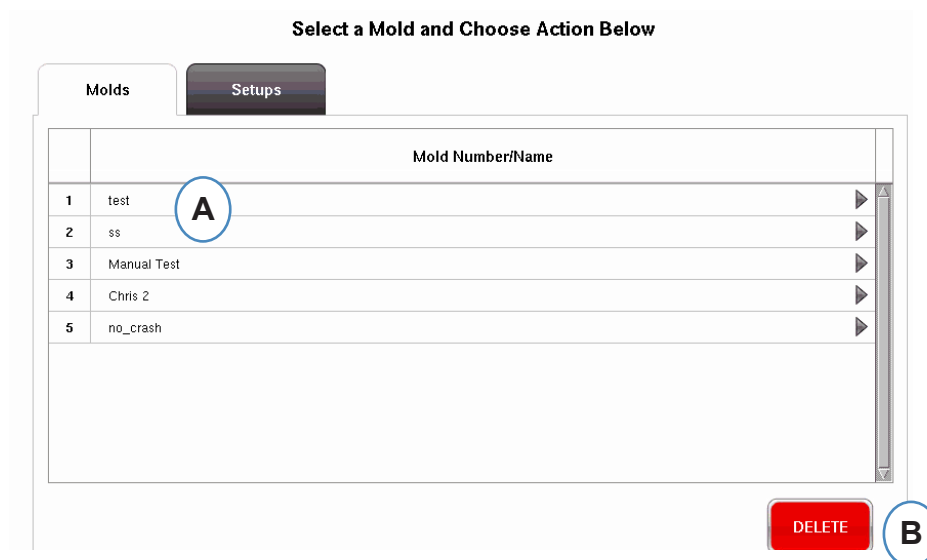 Select a Mold and Choose Action Below
Molds Setups
Mold Number/Name
1 test A
2 ss
3 Manual Test
4 Chris 2
5 no_crash
DELETE B